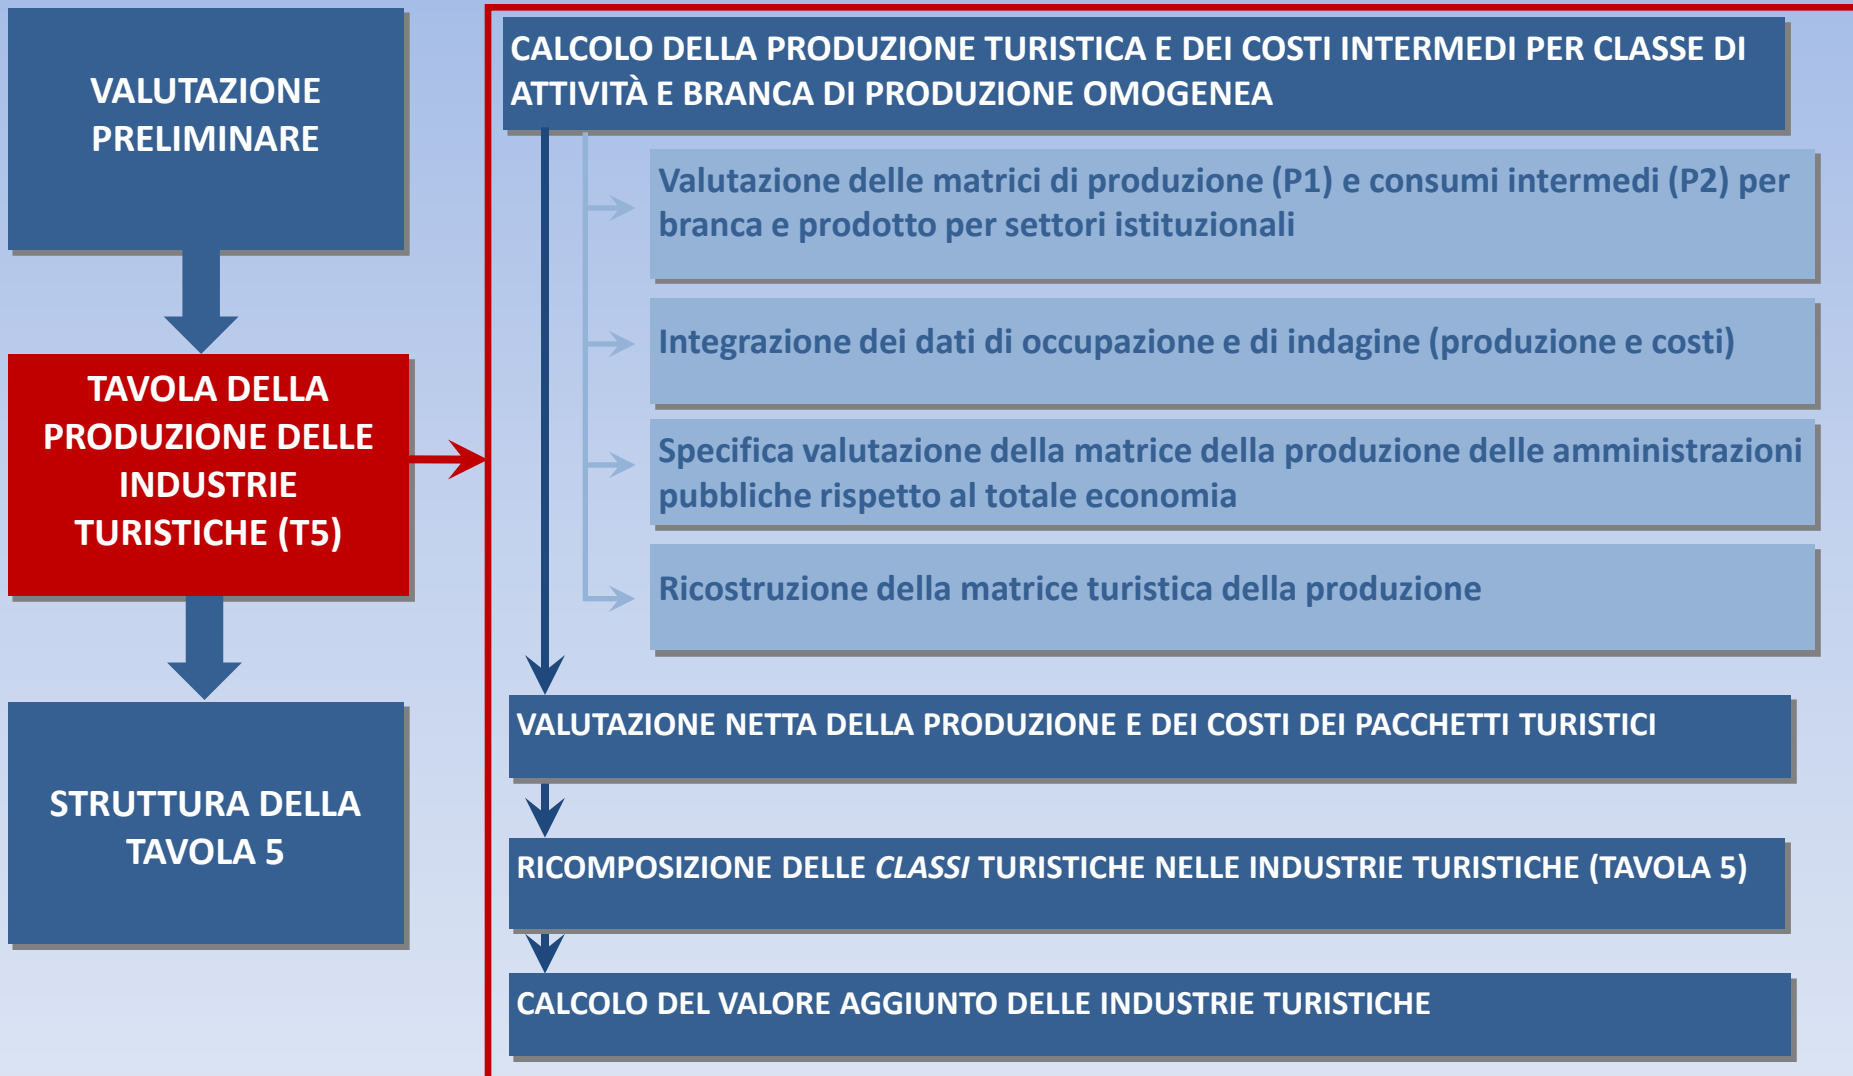 VALUTAZIONE
PRELIMINARE
TAVOLA DELLA
PRODUZIONE DELLE
INDUSTRIE
TURISTICHE (T5)
STRUTTURA DELLA
TAVOLA 5
CALCOLO DELLA PRODUZIONE TURISTICA E DEI COSTI INTERMEDI PER CLASSE DI
ATTIVITÀ E BRANCA DI PRODUZIONE OMOGENEA
Valutazione delle matrici di produzione (P1) e consumi intermedi (P2) per
branca e prodotto per settori istituzionali
Integrazione dei dati di occupazione e di indagine (produzione e costi)
Specifica valutazione della matrice della produzione delle amministrazioni
pubbliche rispetto al totale economia
Ricostruzione della matrice turistica della produzione
VALUTAZIONE NETTA DELLA PRODUZIONE E DEI COSTI DEI PACCHETTI TURISTICI
RICOMPOSIZIONE DELLE CLASSI TURISTICHE NELLE INDUSTRIE TURISTICHE (TAVOLA 5)
CALCOLO DEL VALORE AGGIUNTO DELLE INDUSTRIE TURISTICHE